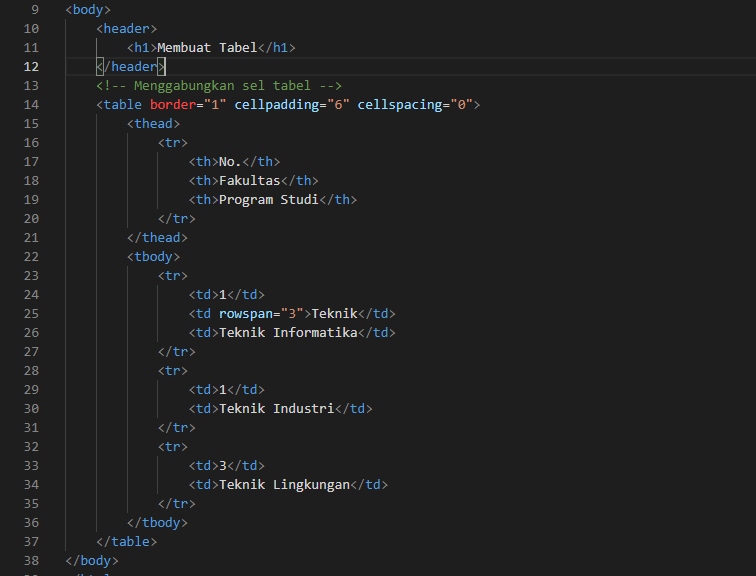 9 <body>
10 <header>
11 <h1>Membuat Tabel</h1>
12 </header>
13 <!-- Menggabungkan sel tabel -->
14 <table border="1" cellpadding="6" cellspacing="0">
15 <thead>
16 <tr>
17 <th>No.</th>
18 <th>Fakultas</th>
19 <th>Program Studi</th>
20 </tr>
21 </thead>
22 <tbody>
23 <tr>
24 <td>1</td>
25 <td rowspan="3">Teknik</td>
26 <td>Teknik Informatika</td>
27 </tr>
28 <tr>
29 <td>1</td>
30 <td>Teknik Industri</td>
31 </tr>
32 <tr>
33 <td>3</td>
34 <td>Teknik Lingkungan</td>
35 </tr>
36 </tbody>
37 </table>
38 </body>